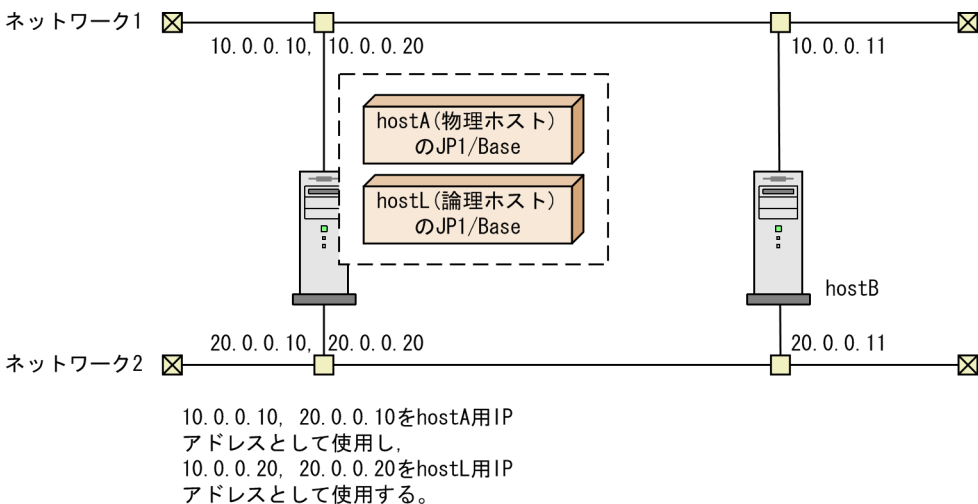 ネットワーク1
10.0.0.10, 10.0.0.20
10.0.0.11
hostA(物理ホスト)
のJP1/Base
hostL(論理ホスト)
のJP1/Base
hostB
20.0.0.10, 20.0.0.20
20.0.0.11
ネットワーク2
10.0.0.10, 20.0.0.10をhostA用IP
アドレスとして使用し,
10.0.0.20, 20.0.0.20をhostL用IP
アドレスとして使用する。